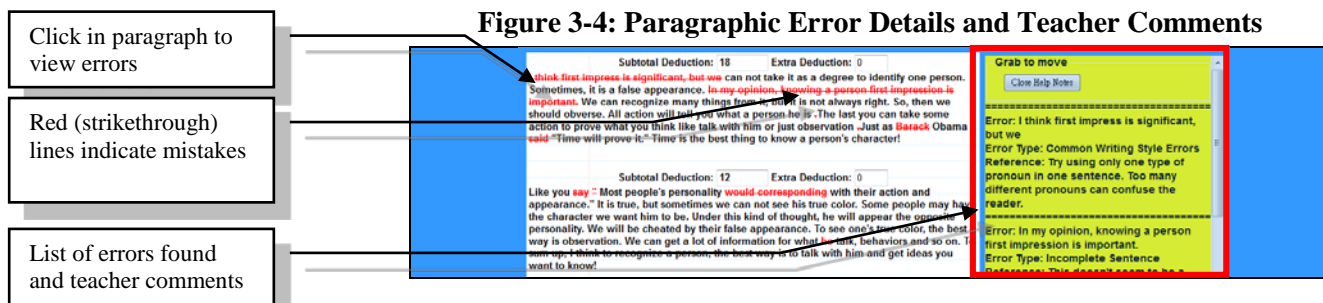 Figure 3-4: Paragraphic Error Details and Teacher Comments
Click in paragraph to
view errors
Red (strikethrough)
lines indicate mistakes
List of errors found
and teacher comments
Subtotal Deduction: 18 Extra Deduction: 0
think first impress is significant, but we can not take it as a degree to identify one person.
Sometimes, it is a false appearance. In my opinion, knowing a person first impression is
important. We can recognize many things from it, but it is not always right. So, then we
should obverse. All action will tell you what a person he is .The last you can take some
action to prove what you think like talk with him or just observation .Just as Barack Obama
said "Time will prove it." Time is the best thing to know a person's character!
Subtotal Deduction: 12 Extra Deduction: 0
Like you say " Most people's personality would corresponding with their action and
appearance." It is true, but sometimes we can not see his true color. Some people may hav
the character we want him to be. Under this kind of thought, he will appear the opposite
personality. We will be cheated by their false appearance. To see one's true color, the best
way is observation. We can get a lot of information for what he talk, behaviors and so on. T
sum up, I think to recognize a person, the best way is to talk with him and get ideas you
want to know!
Grab to move
Close Help Notes
Error: I think first impress is significant,
but we
Error Type: Common Writing Style Errors
Reference: Try using only one type of
pronoun in one sentence. Too many
different pronouns can confuse the
reader.
Error: In my opinion, knowing a person
first impression is important.
Error Type: Incomplete Sentence
Reference: This doesn't seem to be a